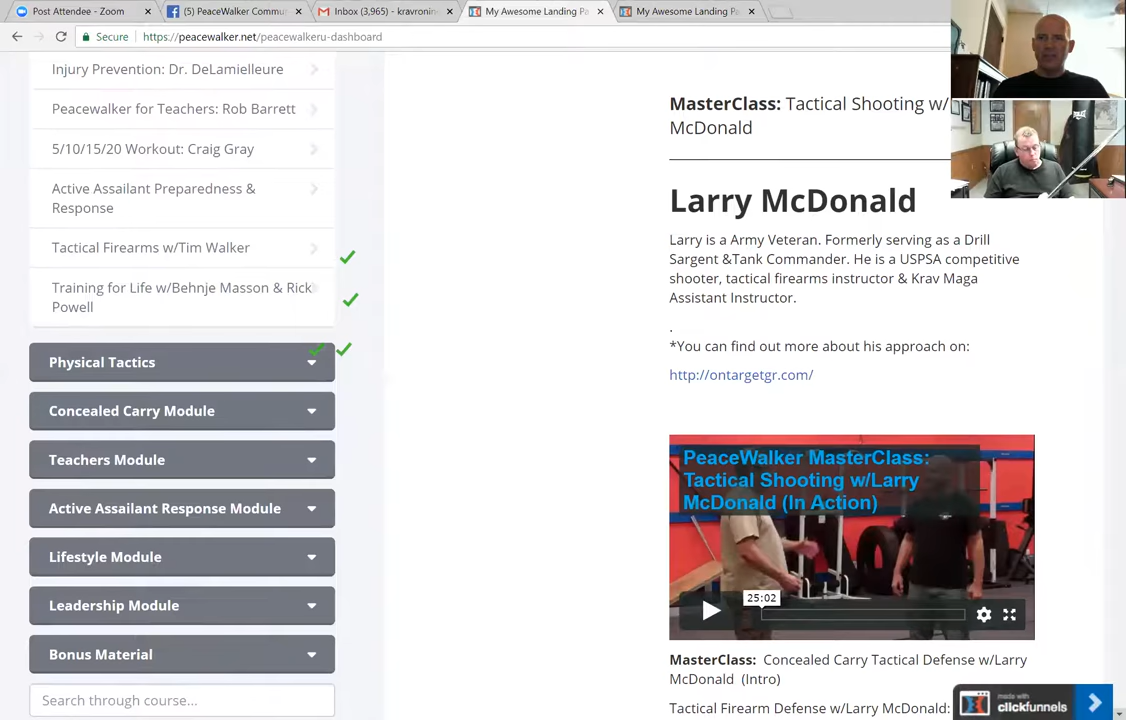 Post Attendee - Zoom
(5) PeaceWalker Commu
Inbox (3,965) - kravronin
My Awesome Landing Pa
My Awesome Landing Pa
Secure
https://peacewalker.net/peacewalkeru-dashboard
Injury Prevention: Dr. DeLamielleure
Peacewalker for Teachers: Rob Barrett
5/10/15/20 Workout: Craig Gray
Active Assailant Preparedness &
Response
Tactical Firearms w/Tim Walker
Training for Life w/Behnje Masson & Rick
Powell
Physical Tactics
Concealed Carry Module
Teachers Module
Active Assailant Response Module
Lifestyle Module
Leadership Module
Bonus Material
Search through course...
MasterClass: Tactical Shooting w/
McDonald
Larry McDonald
Larry is a Army Veteran. Formerly serving as a Drill
Sargent &Tank Commander. He is a USPSA competitive
shooter, tactical firearms instructor & Krav Maga
Assistant Instructor.
.
*You can find out more about his approach on:
http://ontargetgr.com/
PeaceWalker MasterClass:
Tactical Shooting w/Larry
McDonald (In Action)
25:02
MasterClass: Concealed Carry Tactical Defense w/Larry
McDonald (Intro)
Tactical Firearm Defense w/Larry McDonald:
made with
clickfunnels